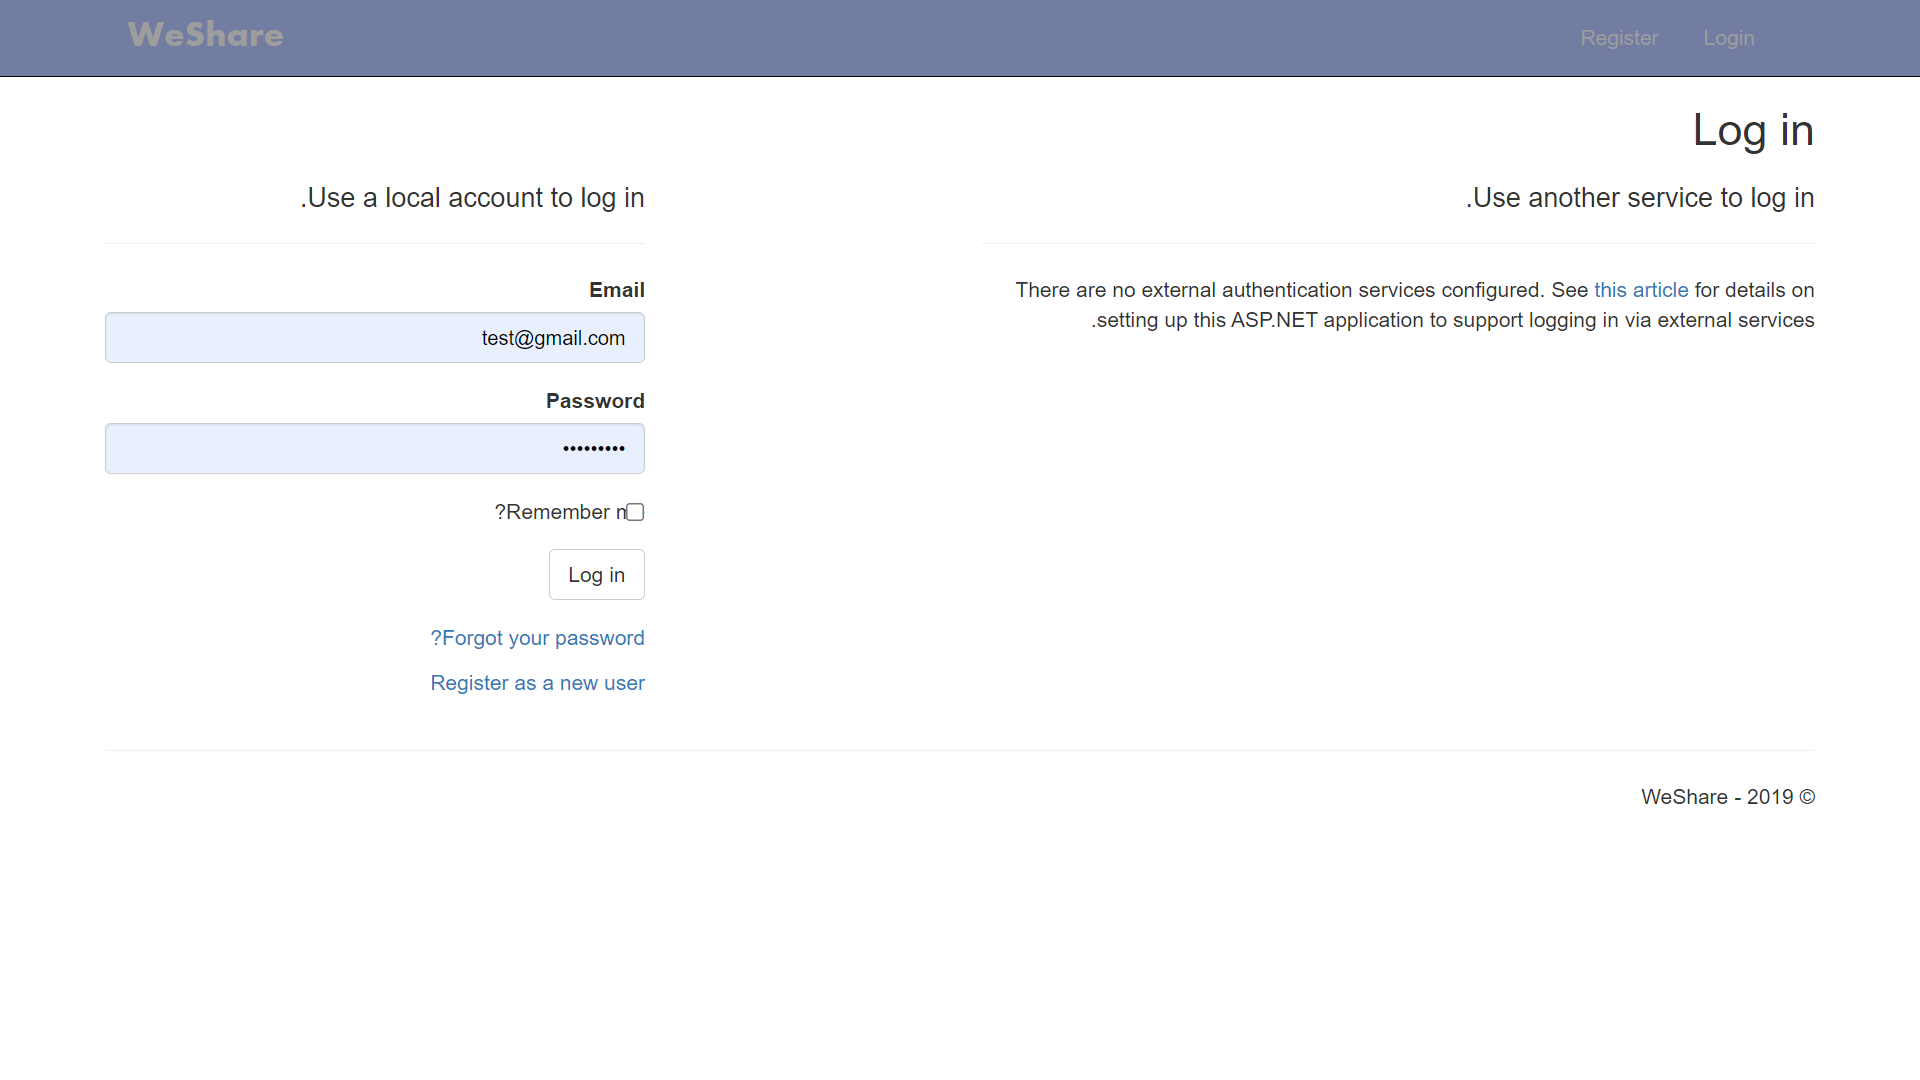 WeShare
Register
Login
Log in
.Use a local account to log in
Email
test@gmail.com
Password
?Remember
Log in
?Forgot your password
Register as a new user
.Use another service to log in
There are no external authentication services configured. See this article for details on
.setting up this ASP.NET application to support logging in via external services
WeShare - 2019 ©